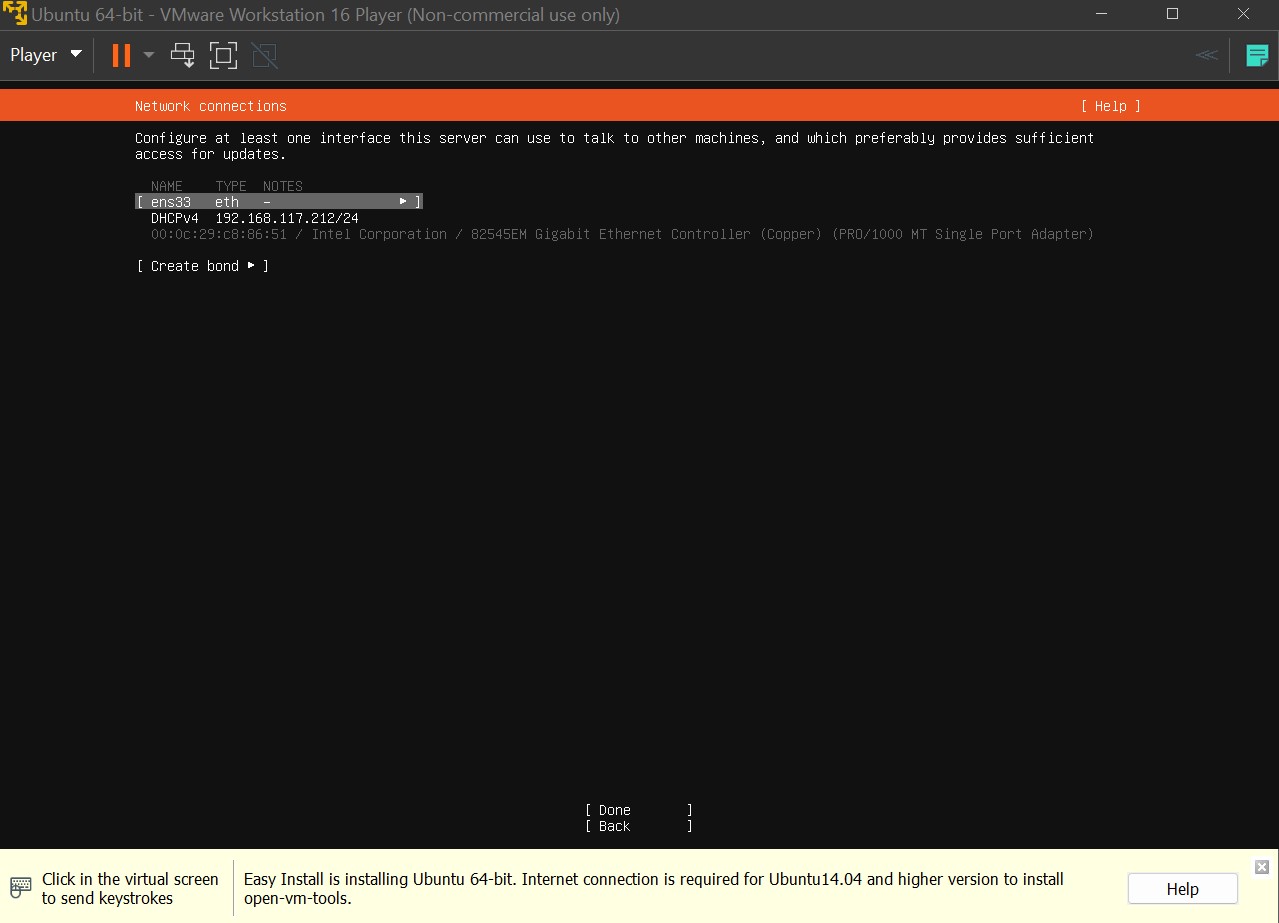 Ubuntu 64-bit - VMware Workstation 16 Player (Non-commercial use only)
Player
Network connections [ Help ]
Configure at least one interface this server can use to talk to other machines, and which preferably provides sufficient
access for updates.
NAME TYPE NOTES
[ ens33 eth - ▸ ]
DHCPv4 192.168.117.212/24
00:0c:29:c8:86:51 / Intel Corporation / 82545EM Gigabit Ethernet Controller (Copper) (PRO/1000 MT Single Port Adapter)
[ Create bond ▸ ]
[ Done ]
[ Back ]
Click in the virtual screen
to send keystrokes
Easy Install is installing Ubuntu 64-bit. Internet connection is required for Ubuntu14.04 and higher version to install
open-vm-tools.
Help